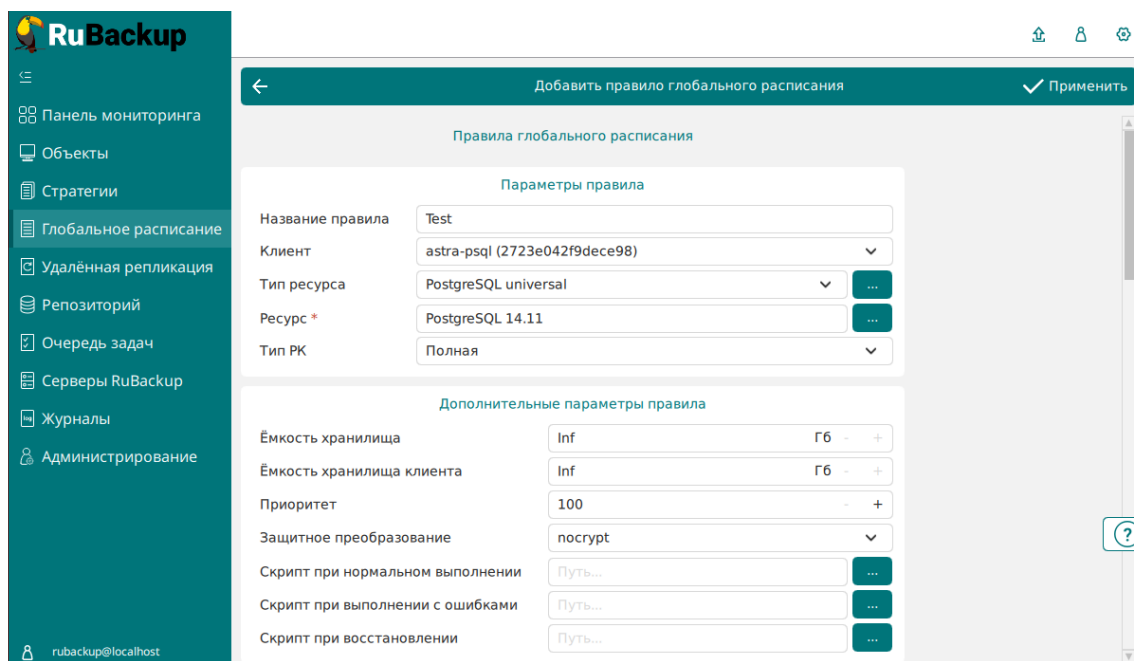 RuBackup
Панель мониторинга
Объекты
Стратегии
Глобальное расписание
Удалённая репликация
Репозиторий
Очередь задач
Серверы RuBackup
Журналы
Администрирование
rubackup@localhost
Добавить правило глобального расписания
Применить
Правила глобального расписания
Параметры правила
Название правила Test
Клиент astra-psql (2723e042f9dece98)
Тип ресурса PostgreSQL universal ...
Ресурс * PostgreSQL 14.11 ...
Тип РК Полная
Дополнительные параметры правила
Ёмкость хранилища Inf Гб - +
Ёмкость хранилища клиента Inf Гб - +
Приоритет 100 - +
Защитное преобразование nocrypt
Скрипт при нормальном выполнении Путь... ...
Скрипт при выполнении с ошибками Путь... ...
Скрипт при восстановлении Путь... ...
?